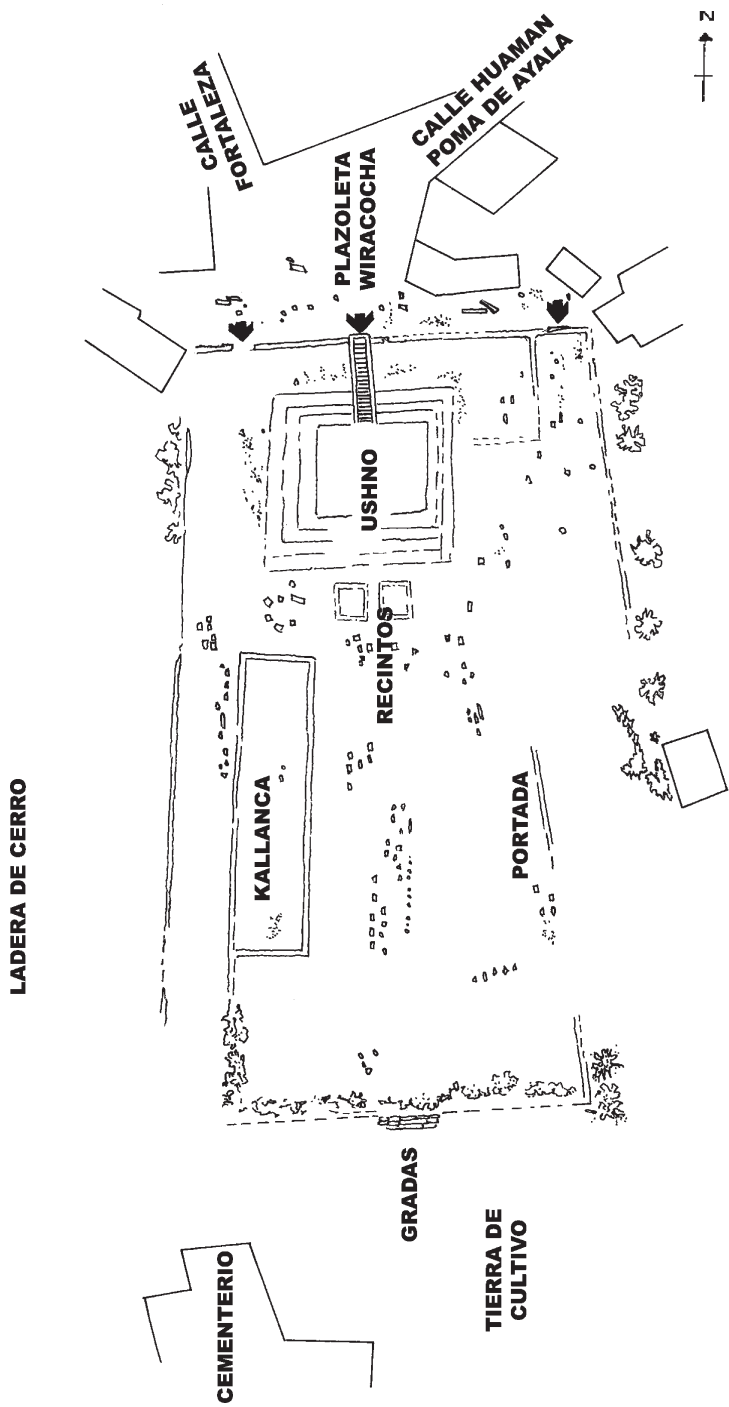 CALLE
FORTALEZA
CALLE HUAMAN
POMA DE AYALA
PLAZOLETA
WIRACOCHA
USHNO
RECINTOS
KALLANCA
PORTADA
LADERA DE CERRO
GRADAS
TIERRA DE
CULTIVO
CEMENTERIO
N